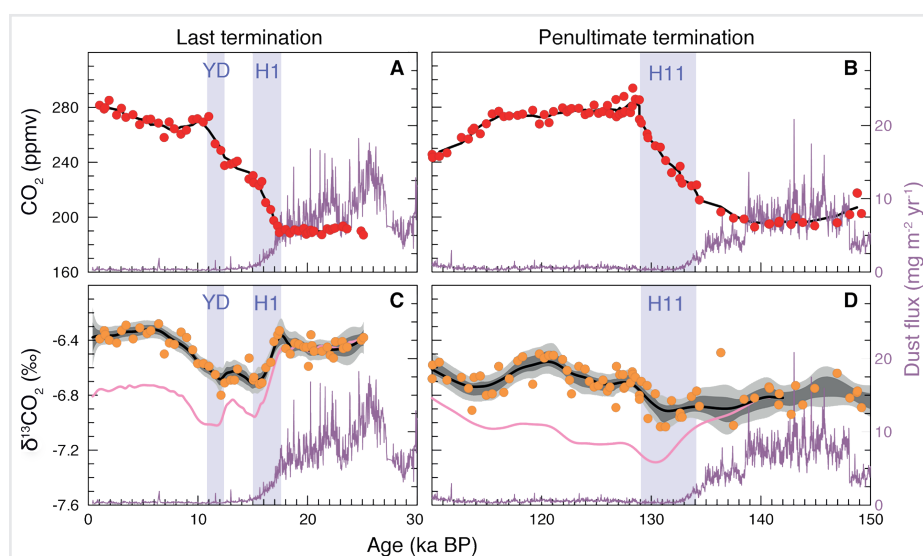 Last termination
Penultimate termination
YD
H1
A
H11
B
280
240
200
160
CO2 (ppmv)
20
10
0
YD
H1
C
H11
D
-6.4
-6.8
-7.2
-7.6
δ13CO2 (‰)
20
10
0
Dust flux (mg m-2 yr1)
0
10
20
30
120
130
140
150
Age (ka BP)